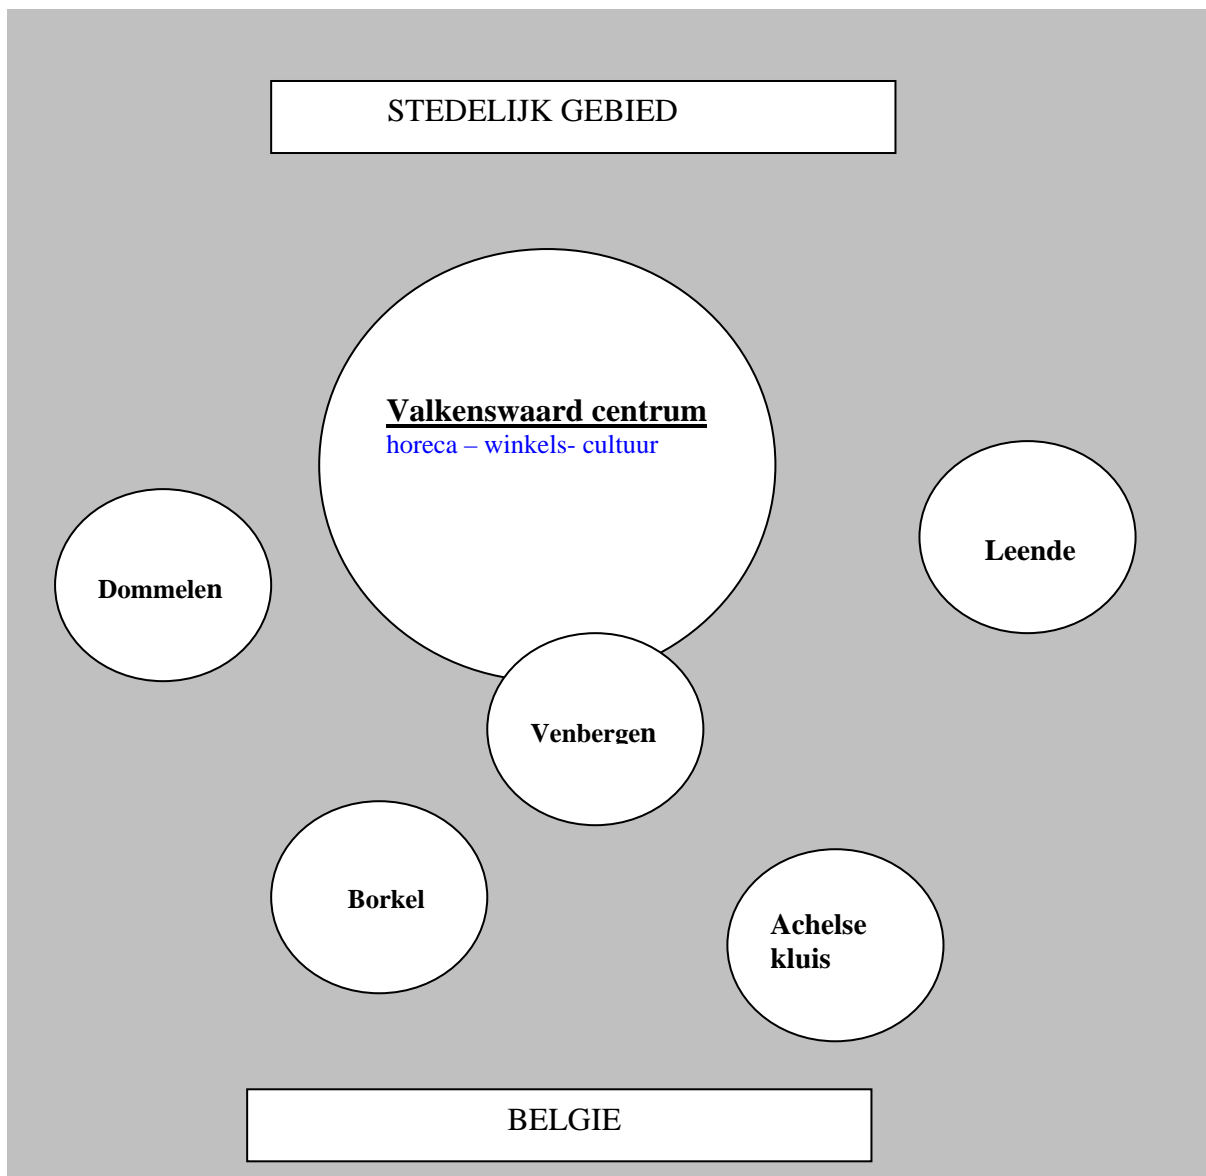 STEDELIJK GEBIED
Valkenswaard centrum
horeca – winkels- cultuur
Leende
Dommelen
Venbergen
Borkel
Achelse
kluis
BELGIE